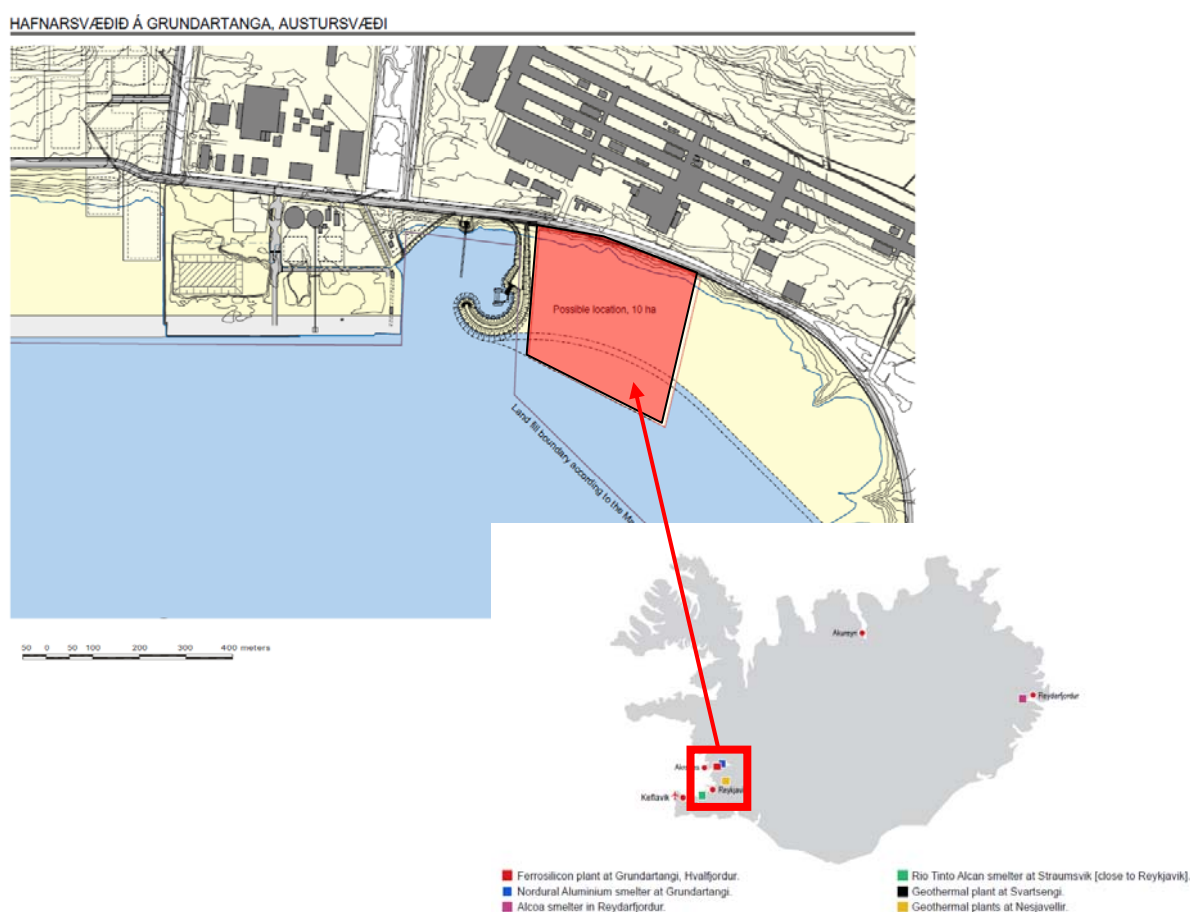 HAFNARSVÆÐIÐ Á GRUNDARTANGA, AUSTURSVÆÐI
Possible location, 10 ha
Land fill boundary according to the
50 0 50 100 200 300 400 meters
Akureyri
Reydarfjordur
Keflavik
■ Ferrosilicon plant at Grundartangi, Hvalfjordur.
■ Nordural Aluminium smelter at Grundartangi.
■ Alcoa smelter in Reydarfjordur.
■ Rio Tinto Alcan smelter at Straumsvik [close to Reykjavik].
■ Geothermal plant at Svartsengi.
■ Geothermal plants at Nesjavellir.